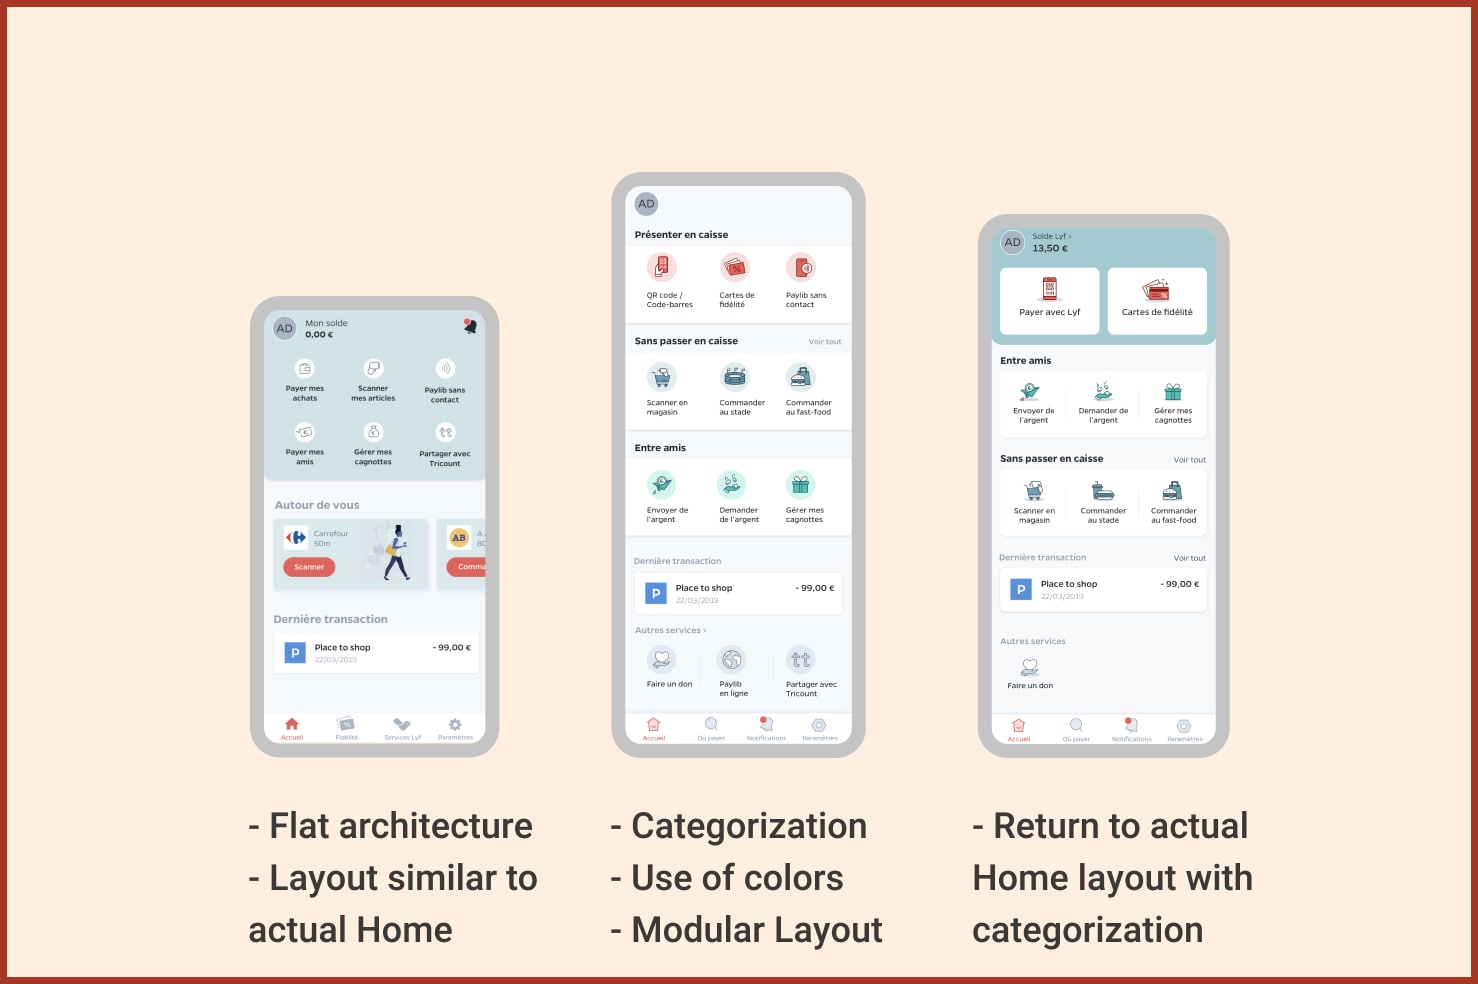 AD
Mon solde
0,00 €
Payer mes
achats
Scanner
mes articles
Paylib sans
contact
Payer mes
amis
Gérer mes
cagnottes
tt
Partager avec
Tricount
Autour de vous
Carrefour
50m
Scanner
AB
A
80
Comma
Dernière transaction
P
Place to shop
- 99,00 €
22/03/2019
Accueil
Fidélité
Services Lyf
Paramètres
- Flat architecture
- Layout similar to
actual Home
AD
Présenter en caisse
QR code /
Code-barres
Cartes de
fidélité
Paylib sans
contact
Sans passer en caisse
Voir tout
Scanner en
magasin
Commander
au stade
Commander
au fast-food
Entre amis
Envoyer de
l'argent
Demander
de l'argent
Gérer mes
cagnottes
Dernière transaction
P
Place to shop
- 99,00 €
22/03/2019
Autres services ›
Faire un don
Paylib
en ligne
tt
Partager avec
Tricount
Accueil
Où payer
Notifications
Paramètres
- Categorization
- Use of colors
- Modular Layout
AD
Solde Lyf ›
13,50 €
Payer avec Lyf
Cartes de fidélité
Entre amis
Envoyer de
l'argent
Demander de
l'argent
Gérer mes
cagnottes
Sans passer en caisse
Voir tout
Scanner en
magasin
Commander
au stade
Commander
au fast-food
Dernière transaction
Voir tout
P
Place to shop
- 99,00 €
22/03/2019
Autres services
Faire un don
Accueil
Où payer
Notifications
Paramètres
- Return to actual
Home layout with
categorization